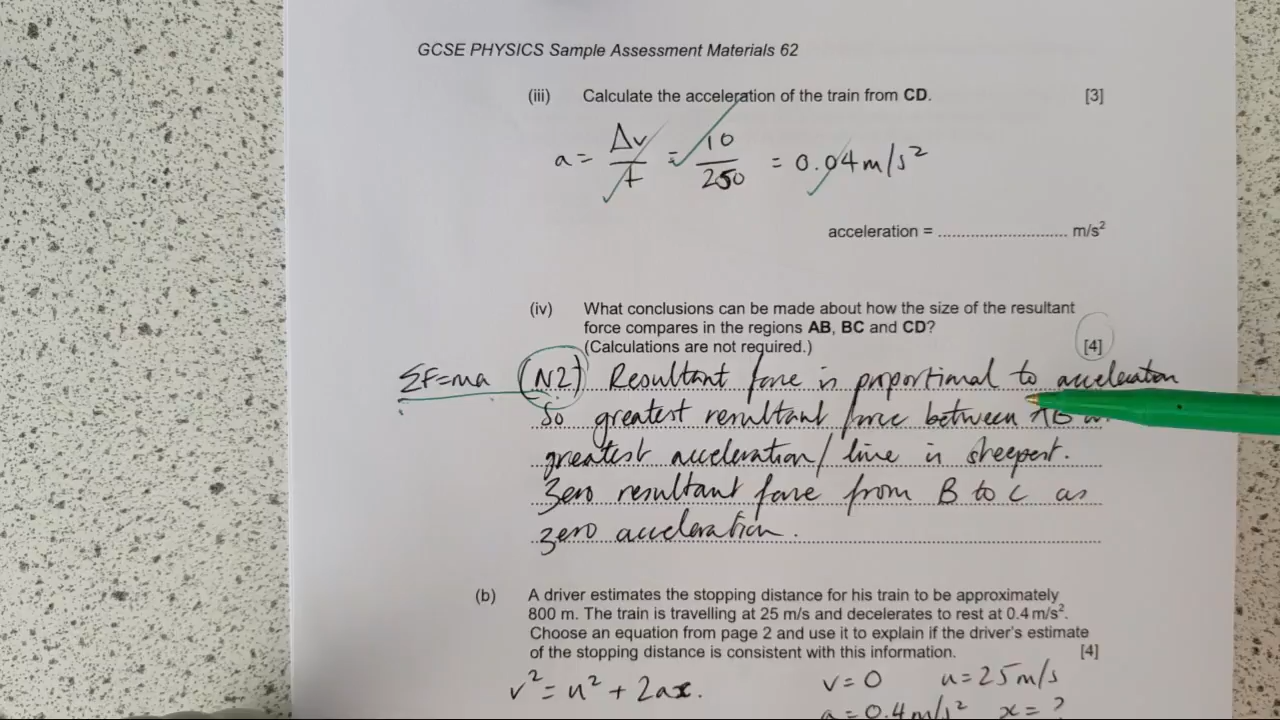 GCSE PHYSICS Sample Assessment Materials 62
(iii) Calculate the acceleration of the train from CD. [3]
a = Δv/t = 10/250 = 0.04 m/s²
acceleration = .......................... m/s²
(iv) What conclusions can be made about how the size of the resultant
force compares in the regions AB, BC and CD?
(Calculations are not required.) [4]
ΣF=ma (N2) Resultant force is proportional to acceleration
so greatest resultant force between AB
greatest acceleration/line is steepest.
Zero resultant force from B to C as
zero acceleration.
(b) A driver estimates the stopping distance for his train to be approximately
800 m. The train is travelling at 25 m/s and decelerates to rest at 0.4 m/s².
Choose an equation from page 2 and use it to explain if the driver's estimate
of the stopping distance is consistent with this information. [4]
v² = u² + 2ax. v = 0 u = 25 m/s
a = 0.4 m/s² x = ?